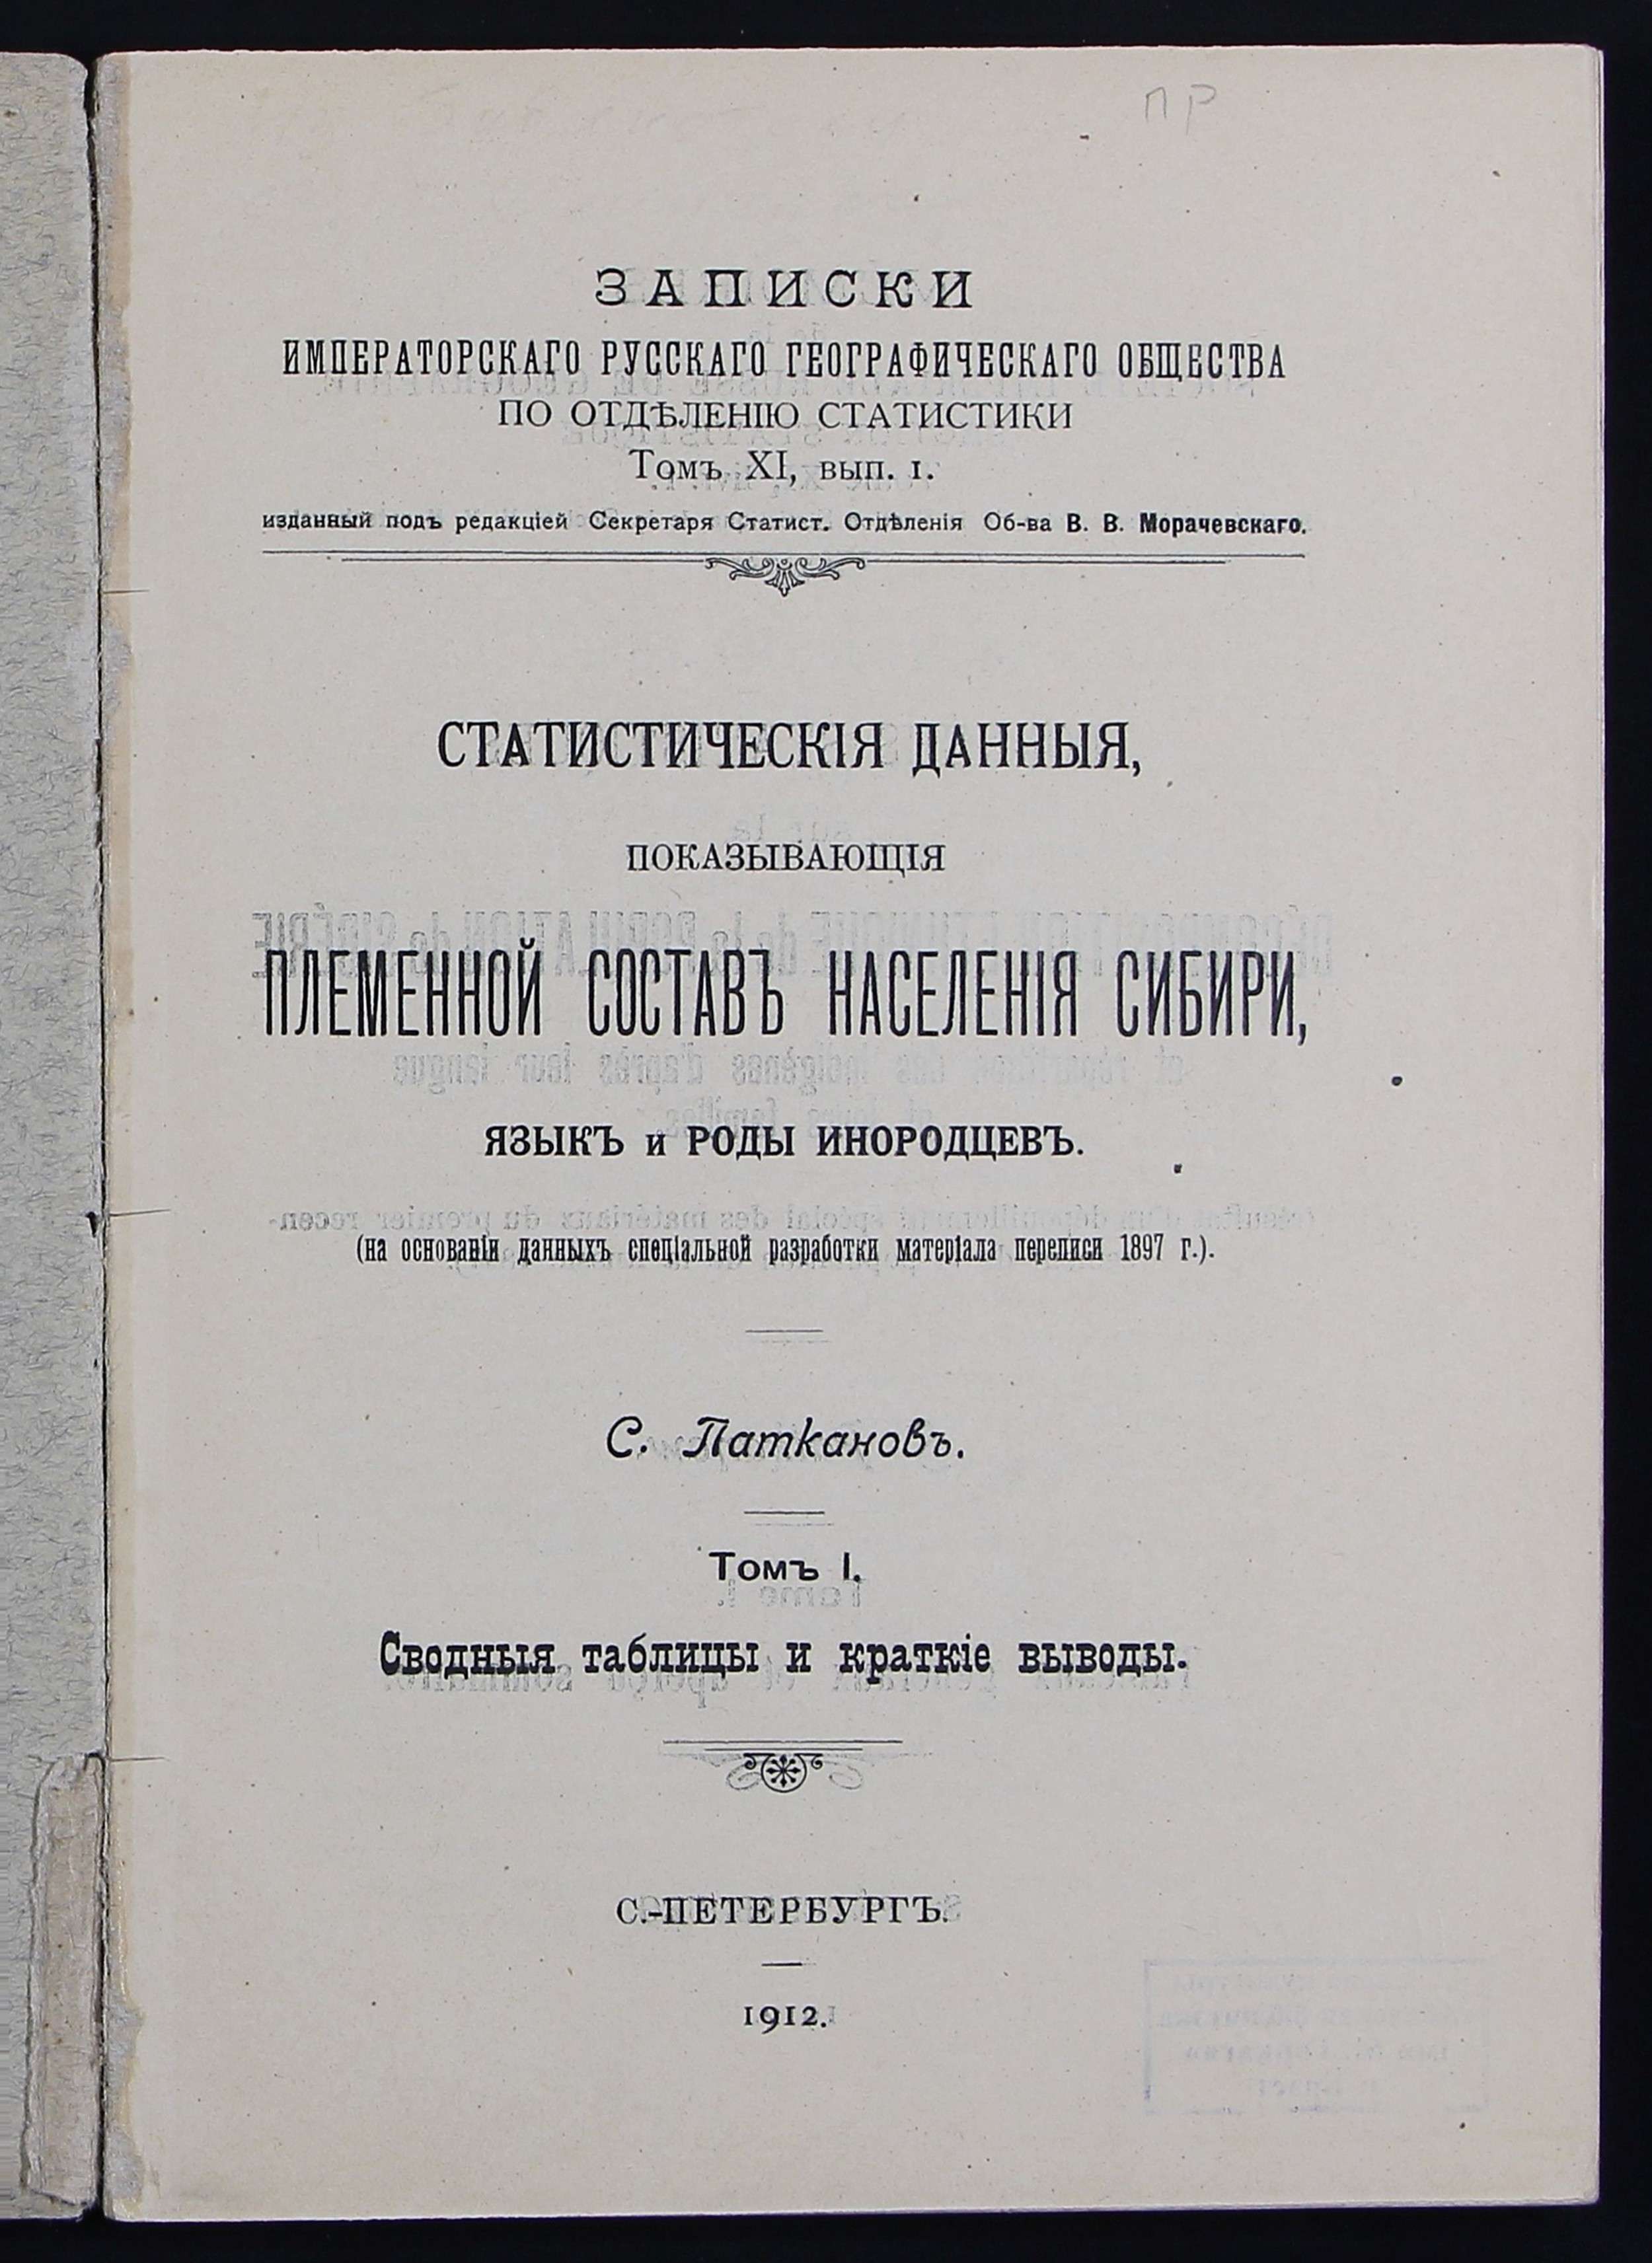 ПР
ЗАПИСКИ
ИМПЕРАТОРСКАГО РУССКАГО ГЕОГРАФИЧЕСКАГО ОБЩЕСТВА
ПО ОТДѢЛЕНІЮ СТАТИСТИКИ
Томъ XI, вып. 1.
изданный подъ редакціей Секретаря Статист. Отдѣленія Об-ва В. В. Морачевскаго.
СТАТИСТИЧЕСКІЯ ДАННЫЯ,
ПОКАЗЫВАЮЩІЯ
ПЛЕМЕННОЙ СОСТАВЪ НАСЕЛЕНІЯ СИБИРИ,
ЯЗЫКЪ и РОДЫ ИНОРОДЦЕВЪ.
(на основаніи данныхъ спеціальной разработки матеріала переписи 1897 г.).
С. Паткановъ.
Томъ I.
Сводныя таблицы и краткіе выводы.
С.-ПЕТЕРБУРГЪ.
1912.